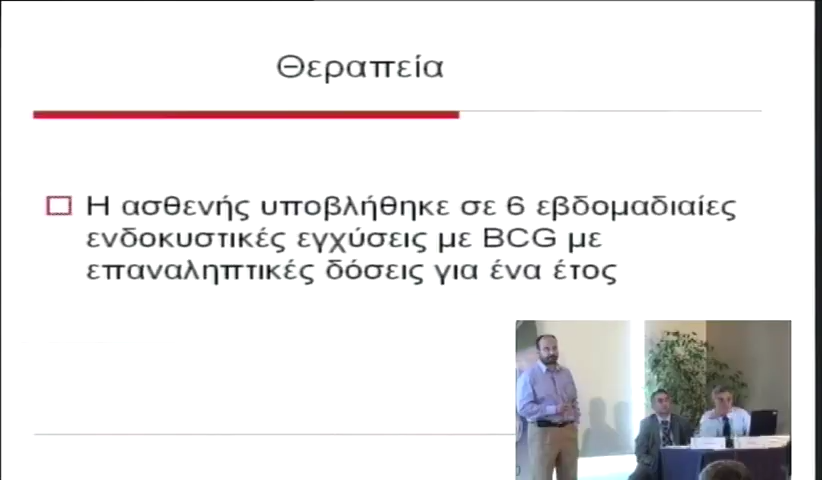 Θεραπεία
Η ασθενής υποβλήθηκε σε 6 εβδομαδιαίες
ενδοκυστικές εγχύσεις με BCG με
επαναληπτικές δόσεις για ένα έτος